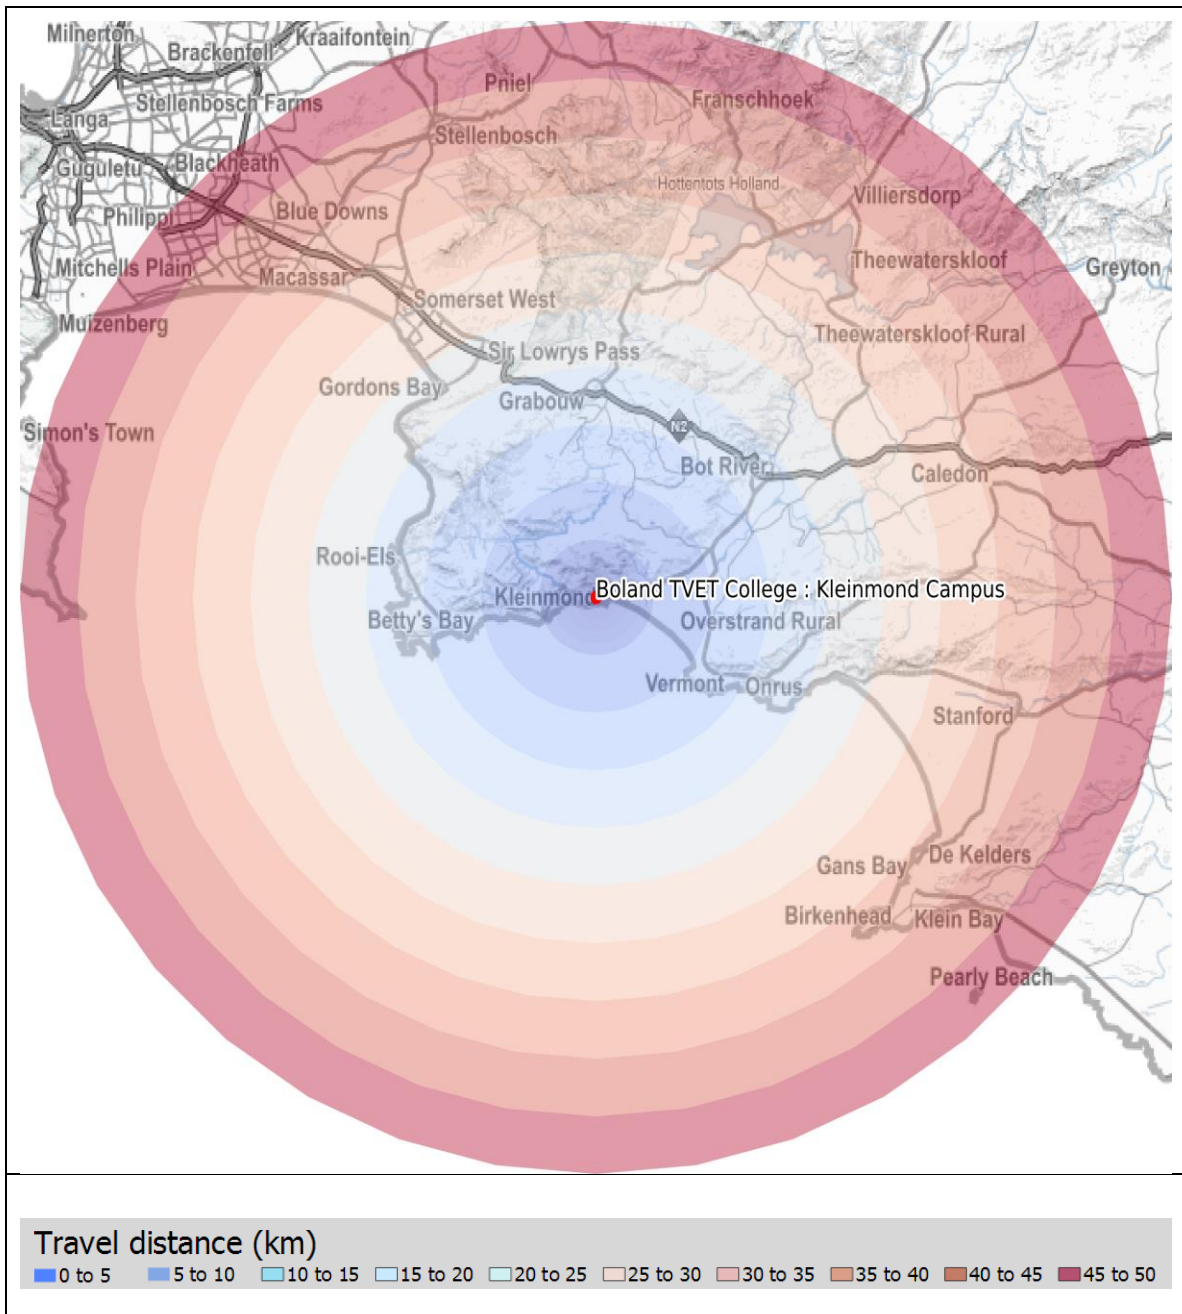 Milnerton
Kraaifontein
Brackenfell
Pniel
Franschhoek
Stellenbosch Farms
Langa
Stellenbosch
Guguletu
Blackheath
Hottentots Holland
Villiersdorp
Philippi
Blue Downs
Mitchells Plain
Macassar
Theewaterskloof
Greyton
Somerset West
Muizenberg
Theewaterskloof Rural
Sir Lowrys Pass
Gordons Bay
Grabouw
N2
Simon's Town
Bot River
Caledon
Rooi-Els
Boland TVET College : Kleinmond Campus
Kleinmond
Betty's Bay
Overstrand Rural
Vermont
Onrus
Stanford
De Kelders
Gans Bay
Birkenhead
Klein Bay
Pearly Beach
Travel distance (km)
0 to 5 5 to 10 10 to 15 15 to 20 20 to 25 25 to 30 30 to 35 35 to 40 40 to 45 45 to 50